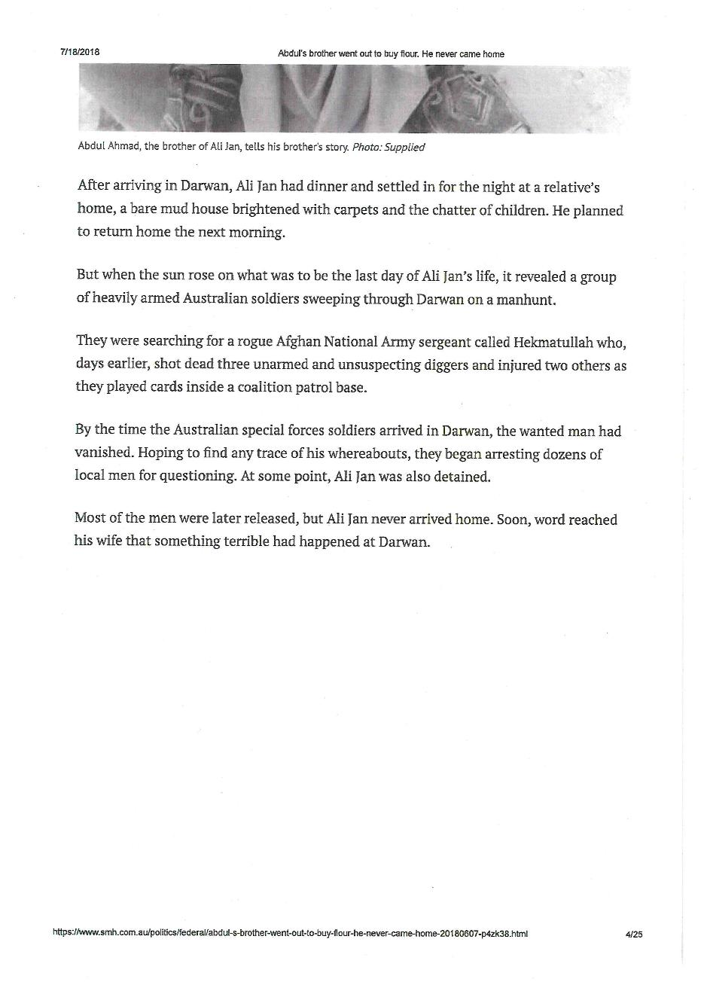 7/18/2018 Abdul's brother went out to buy flour. He never came home
Abdul Ahmad, the brother of Ali Jan, tells his brother's story. Photo: Supplied
After arriving in Darwan, Ali Jan had dinner and settled in for the night at a relative's
home, a bare mud house brightened with carpets and the chatter of children. He planned
to return home the next morning.
But when the sun rose on what was to be the last day of Ali Jan's life, it revealed a group
of heavily armed Australian soldiers sweeping through Darwan on a manhunt.
They were searching for a rogue Afghan National Army sergeant called Hekmatullah who,
days earlier, shot dead three unarmed and unsuspecting diggers and injured two others as
they played cards inside a coalition patrol base.
By the time the Australian special forces soldiers arrived in Darwan, the wanted man had
vanished. Hoping to find any trace of his whereabouts, they began arresting dozens of
local men for questioning. At some point, Ali Jan was also detained.
Most of the men were later released, but Ali Jan never arrived home. Soon, word reached
his wife that something terrible had happened at Darwan.
https://www.smh.com.au/politics/federal/abdul-s-brother-went-out-to-buy-flour-he-never-came-home-20180607-p4zk38.html 4/25